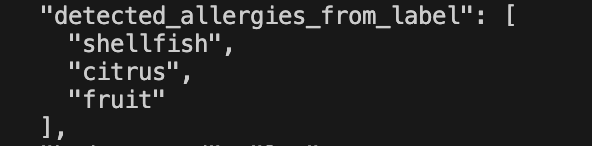 "detected_allergies_from_label": [
"shellfish",
"citrus",
"fruit"
],